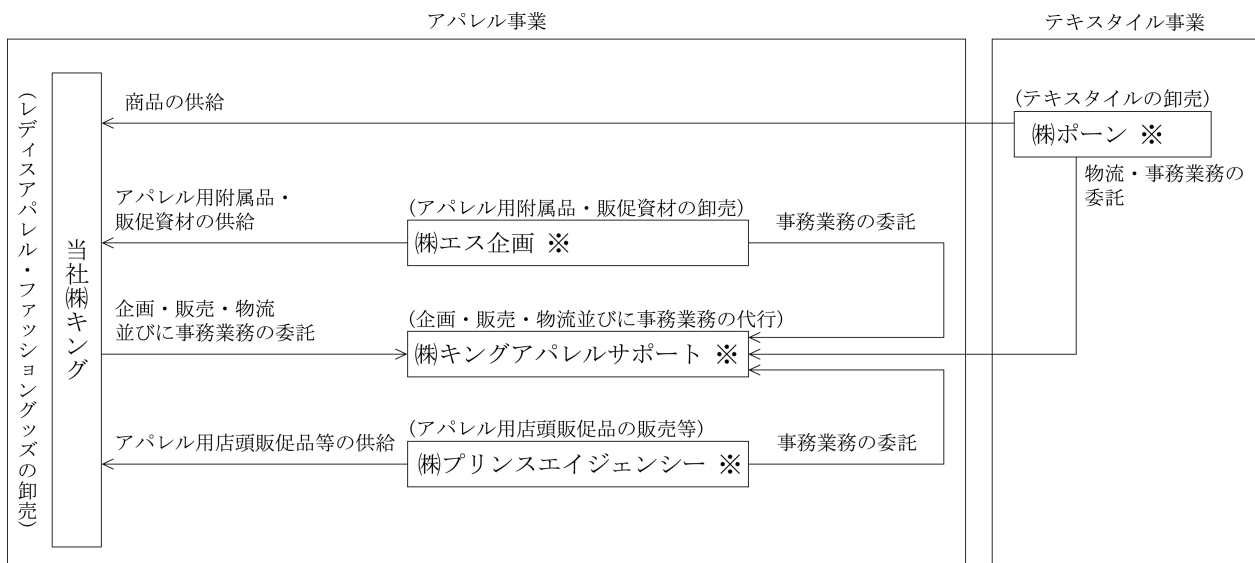 アパレル事業
テキスタイル事業
(レディスアパレル・ファッショングッズの卸売)
当社㈱キング
商品の供給
(テキスタイルの卸売)
㈱ポーン ※
物流・事務業務の
委託
アパレル用附属品・
販促資材の供給
(アパレル用附属品・販促資材の卸売)
㈱エス企画 ※
事務業務の委託
企画・販売・物流
並びに事務業務の委託
(企画・販売・物流並びに事務業務の代行)
㈱キングアパレルサポート ※
アパレル用店頭販促品等の供給
(アパレル用店頭販促品の販売等)
㈱プリンスエイジェンシー ※
事務業務の委託